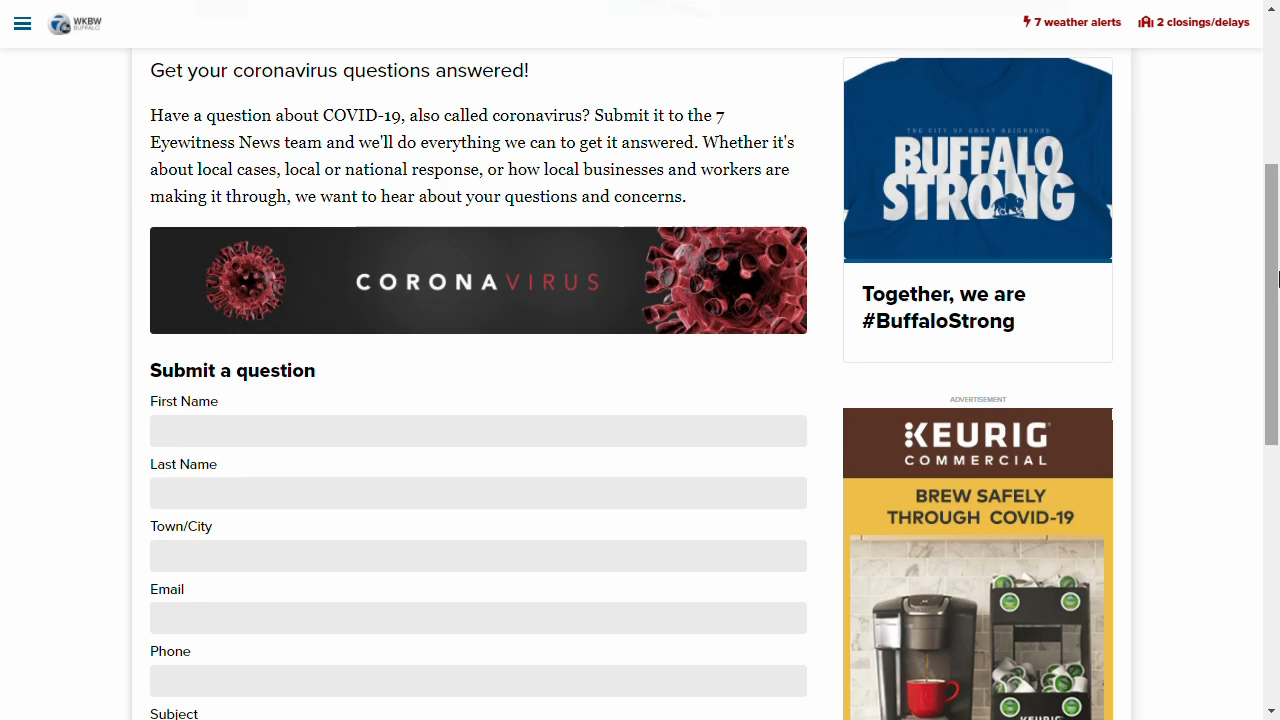 WKBW
BUFFALO
7 weather alerts
2 closings/delays
Get your coronavirus questions answered!
Have a question about COVID-19, also called coronavirus? Submit it to the 7
Eyewitness News team and we'll do everything we can to get it answered. Whether it's
about local cases, local or national response, or how local businesses and workers are
making it through, we want to hear about your questions and concerns.
CORONAVIRUS
Submit a question
First Name
Last Name
Town/City
Email
Phone
Subject
THE CITY OF GREAT NEIGHBORS
BUFFALO
STRONG
Together, we are
#BuffaloStrong
ADVERTISEMENT
KEURIG
COMMERCIAL
BREW SAFELY
THROUGH COVID-19
KEURIG